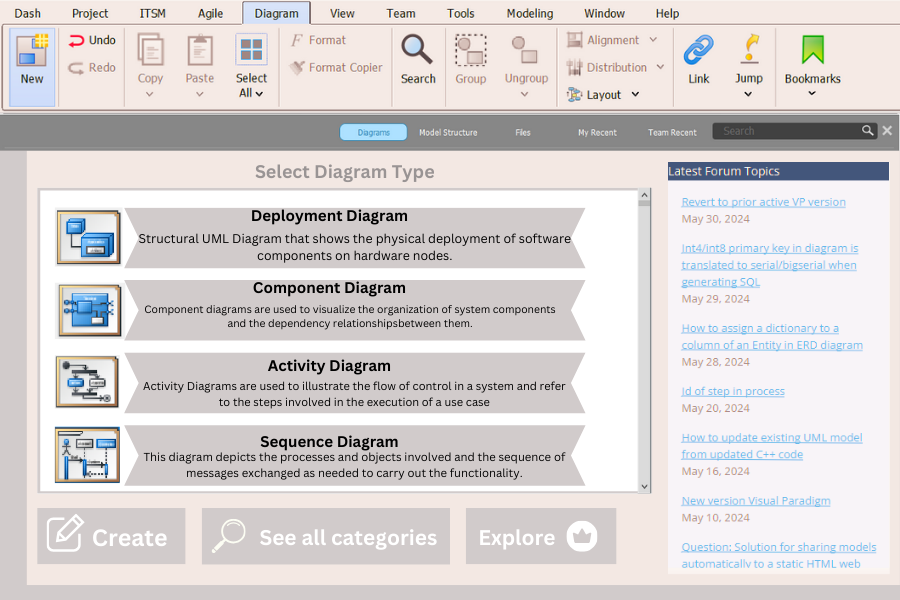 Dash Project ITSM Agile Diagram View Team Tools Modeling Window Help
New
Undo
Redo
Copy
Paste
Select
All
Format
Format Copier
Search
Group
Ungroup
Alignment
Distribution
Layout
Link
Jump
Bookmarks
Diagrams Model Structure Files My Recent Team Recent Search
Select Diagram Type
Deployment Diagram
Structural UML Diagram that shows the physical deployment of software
components on hardware nodes.
Component Diagram
Component diagrams are used to visualize the organization of system components
and the dependency relationshipsbetween them.
Activity Diagram
Activity Diagrams are used to illustrate the flow of control in a system and refer
to the steps involved in the execution of a use case
Sequence Diagram
This diagram depicts the processes and objects involved and the sequence of
messages exchanged as needed to carry out the functionality.
Create
See all categories
Explore
Latest Forum Topics
Revert to prior active VP version
May 30, 2024
Int4/int8 primary key in diagram is
translated to serial/bigserial when
generating SQL
May 29, 2024
How to assign a dictionary to a
column of an Entity in ERD diagram
May 28, 2024
Id of step in process
May 20, 2024
How to update existing UML model
from updated C++ code
May 16, 2024
New version Visual Paradigm
May 10, 2024
Question: Solution for sharing models
automatically to a static HTML web